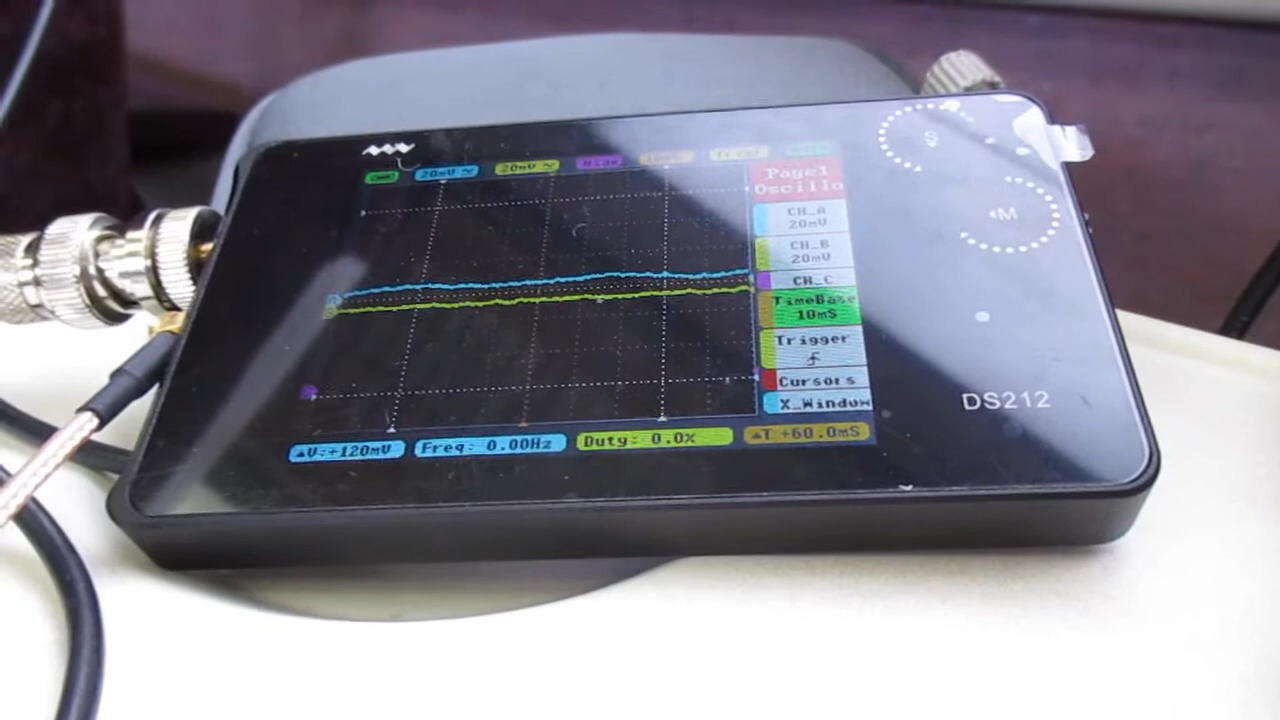 20mV
20mV
Page1
Oscillo
CH_A
20mV
CH_B
20mV
CH_C
TimeBase
10mS
Trigger
Cursors
X_Window
▲V:+120mV
Freq: 0.00Hz
Duty: 0.0%
▲T +60.0mS
S
M
DS212